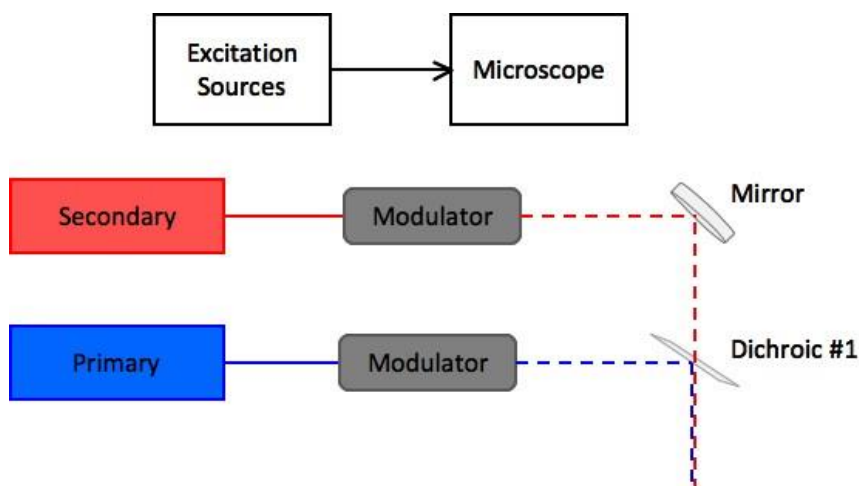 Excitation
Sources
Microscope
Secondary
Modulator
Mirror
Primary
Modulator
Dichroic #1